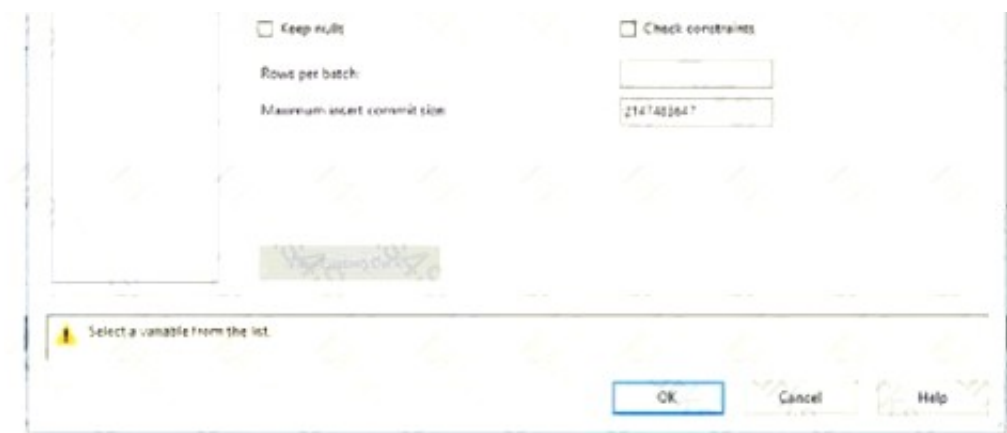 Keep nulls
Check constraints
Rows per batch:
Maximum insert commit size:
2147483647
Select a variable from the list.
OK
Cancel
Help